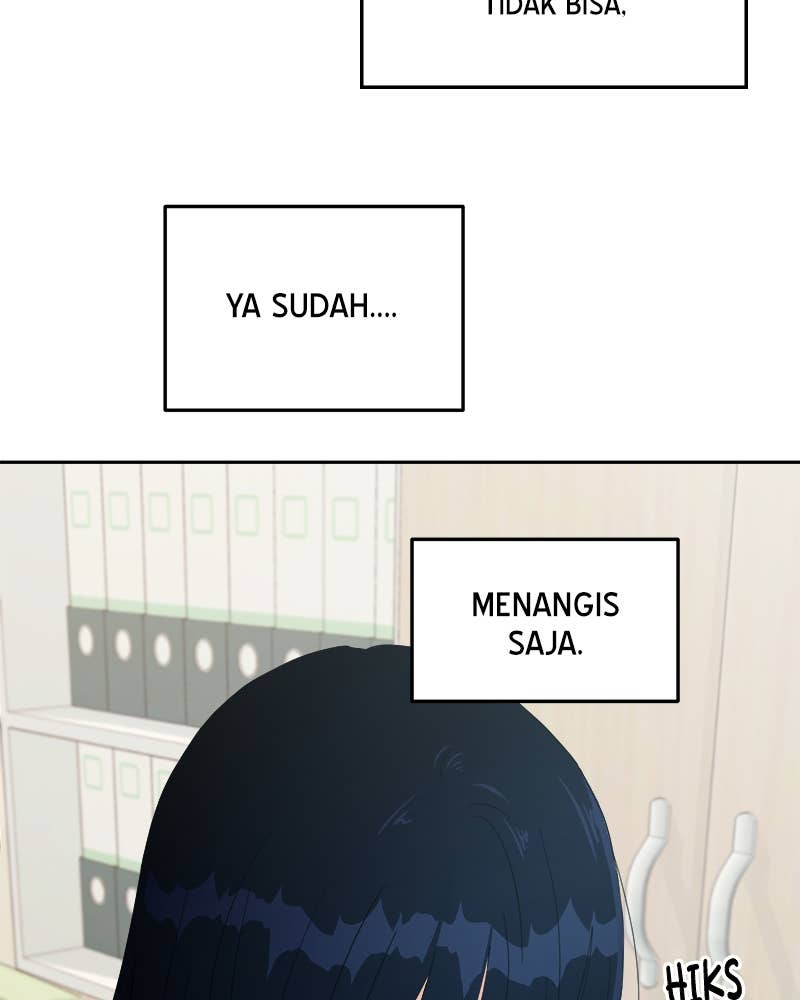 TIDAK BISA,
YA SUDAH....
MENANGIS
SAJA.
HIKS